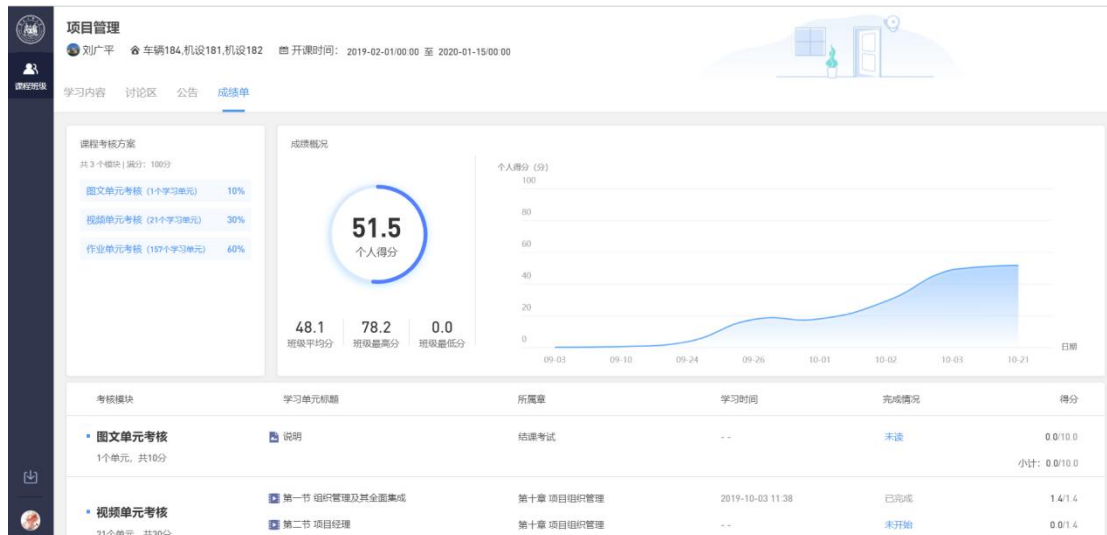 项目管理
刘广平 车辆184,机设181,机设182 开课时间: 2019-02-01/00:00 至 2020-01-15/00:00
课程班级
学习内容 讨论区 公告 成绩单
课程考核方案
共 3 个模块 | 满分: 100分
图文单元考核 (1个学习单元) 10%
视频单元考核 (21个学习单元) 30%
作业单元考核 (157个学习单元) 60%
成绩概况
51.5
个人得分
48.1 78.2 0.0
班级平均分 班级最高分 班级最低分
个人得分 (分)
100
80
60
40
20
0
09-03 09-10 09-24 09-26 10-01 10-02 10-03 10-21
日期
考核模块 学习单元标题 所属章 学习时间 完成情况 得分
图文单元考核 说明 结课考试 - - 未读 0.0/10.0
1个单元, 共10分
小计: 0.0/10.0
视频单元考核 第一节 组织管理及其全面集成 第十章 项目组织管理 2019-10-03 11:38 已完成 1.4/1.4
第二节 项目经理 第十章 项目组织管理 - - 未开始 0.0/1.4
21个单元, 共30分